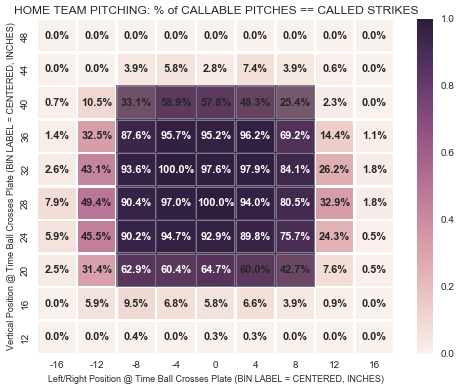 HOME TEAM PITCHING: % of CALLABLE PITCHES == CALLED STRIKES
Vertical Position @ Time Ball Crosses Plate (BIN LABEL = CENTERED, INCHES)
48 0.0% 0.0% 0.0% 0.0% 0.0% 0.0% 0.0% 0.0% 0.0%
44 0.0% 0.0% 3.9% 5.8% 2.8% 7.4% 3.9% 0.6% 0.0%
40 0.7% 10.5% 33.1% 58.9% 57.8% 48.3% 25.4% 2.3% 0.0%
36 1.4% 32.5% 87.6% 95.7% 95.2% 96.2% 69.2% 14.4% 1.1%
32 2.6% 43.1% 93.6% 100.0% 97.6% 97.9% 84.1% 26.2% 1.8%
28 7.9% 49.4% 90.4% 97.0% 100.0% 94.0% 80.5% 32.9% 1.8%
24 5.9% 45.5% 90.2% 94.7% 92.9% 89.8% 75.7% 24.3% 0.5%
20 2.5% 31.4% 62.9% 60.4% 64.7% 60.0% 42.7% 7.6% 0.5%
16 0.0% 5.9% 9.5% 6.8% 5.8% 6.6% 3.9% 0.9% 0.0%
12 0.0% 0.0% 0.4% 0.0% 0.3% 0.3% 0.0% 0.0% 0.0%
-16 -12 -8 -4 0 4 8 12 16
Left/Right Position @ Time Ball Crosses Plate (BIN LABEL = CENTERED, INCHES)
1.0
0.8
0.6
0.4
0.2
0.0